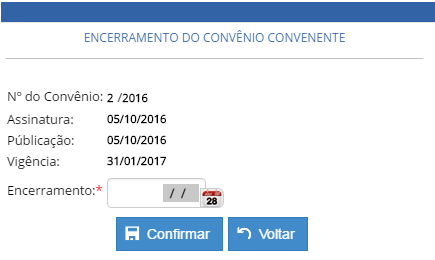 ENCERRAMENTO DO CONVÊNIO CONVENENTE
Nº do Convênio: 2 /2016
Assinatura: 05/10/2016
Públicação: 05/10/2016
Vigência: 31/01/2017
Encerramento:* / / 28
Confirmar Voltar